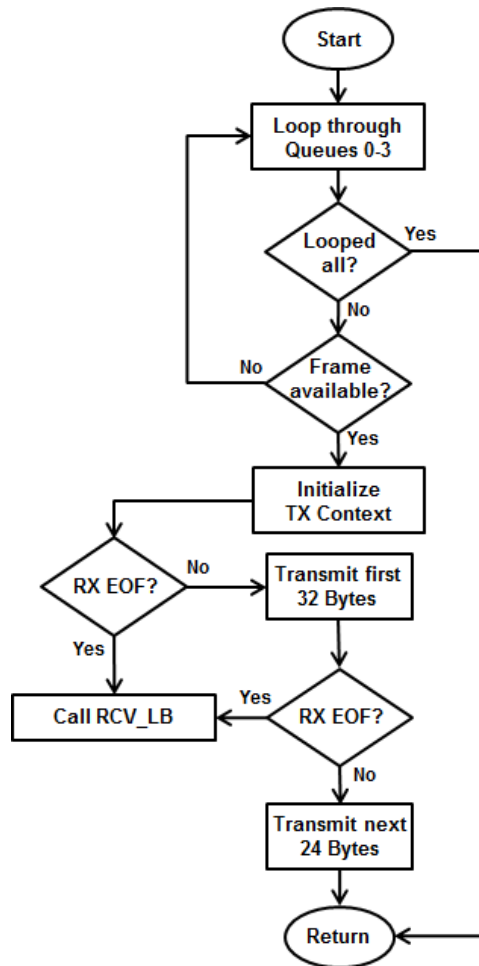 Start
Loop through
Queues 0-3
Looped
all?
Yes
No
Frame
available?
No
Yes
Initialize
TX Context
RX EOF?
No
Transmit first
32 Bytes
Yes
Call RCV_LB
Yes
RX EOF?
No
Transmit next
24 Bytes
Return